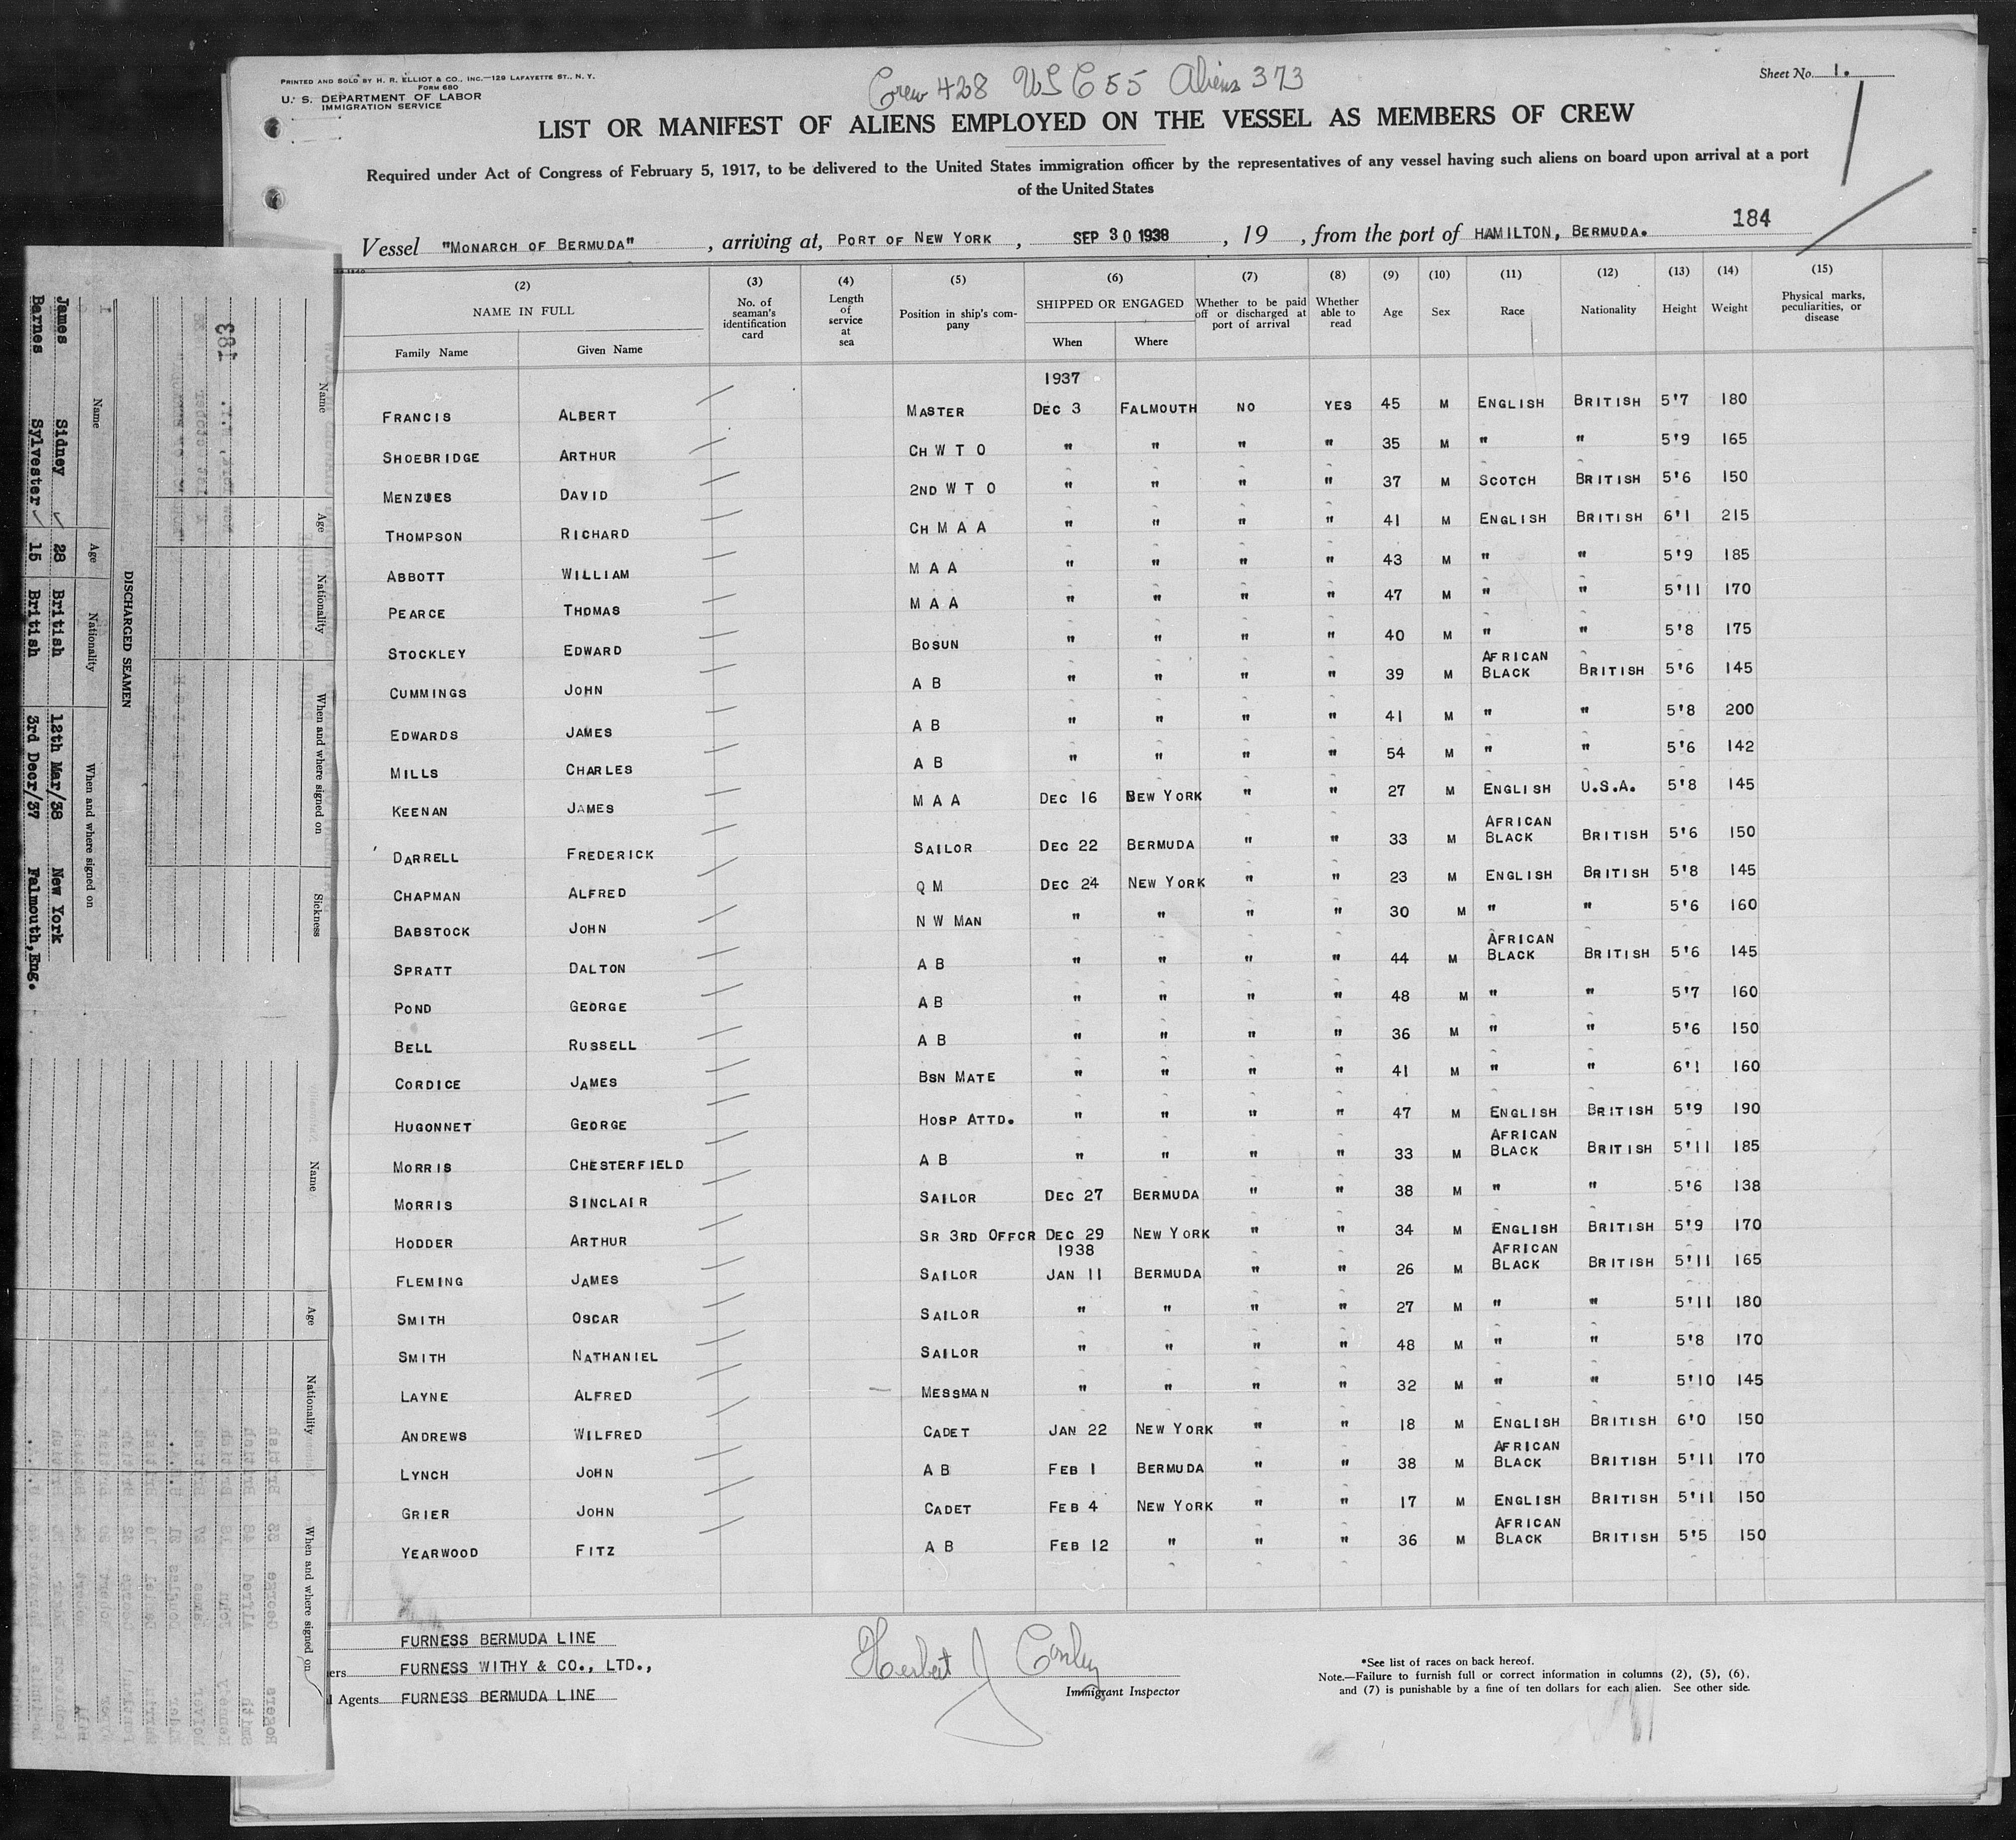 PRINTED AND SOLD BY H. R. ELLIOT & CO., INC.—129 LAFAYETTE ST., N. Y.
FORM 680
U. S. DEPARTMENT OF LABOR
IMMIGRATION SERVICE
Crew 428 US C 55 Aliens 373
Sheet No. 1.
LIST OR MANIFEST OF ALIENS EMPLOYED ON THE VESSEL AS MEMBERS OF CREW
Required under Act of Congress of February 5, 1917, to be delivered to the United States immigration officer by the representatives of any vessel having such aliens on board upon arrival at a port
of the United States
184
Vessel "MONARCH OF BERMUDA", arriving at, PORT OF NEW YORK, SEP 30 1938, 19 , from the port of HAMILTON, BERMUDA.
(2) (3) (4) (5) (6) (7) (8) (9) (10) (11) (12) (13) (14) (15)
NAME IN FULL No. of seaman's identification card Length of service at sea Position in ship's company SHIPPED OR ENGAGED Whether to be paid off or discharged at port of arrival Whether able to read Age Sex Race Nationality Height Weight Physical marks, peculiarities, or disease
Family Name Given Name When Where
1937
FRANCIS ALBERT MASTER DEC 3 FALMOUTH NO YES 45 M ENGLISH BRITISH 5'7 180
SHOEBRIDGE ARTHUR CH W T O " " " " 35 M " " 5'9 165
MENZUES DAVID 2ND W T O " " " " 37 M SCOTCH BRITISH 5'6 150
THOMPSON RICHARD CH M A A " " " " 41 M ENGLISH BRITISH 6'1 215
ABBOTT WILLIAM M A A " " " " 43 M " " 5'9 185
PEARCE THOMAS M A A " " " " 47 M " " 5'11 170
STOCKLEY EDWARD BOSUN " " " " 40 M " " 5'8 175
CUMMINGS JOHN A B " " " " 39 M AFRICAN BLACK BRITISH 5'6 145
EDWARDS JAMES A B " " " " 41 M " " 5'8 200
MILLS CHARLES A B " " " " 54 M " " 5'6 142
KEENAN JAMES M A A DEC 16 BEW YORK " " 27 M ENGLISH U.S.A. 5'8 145
DARRELL FREDERICK SAILOR DEC 22 BERMUDA " " 33 M AFRICAN BLACK BRITISH 5'6 150
CHAPMAN ALFRED Q M DEC 24 NEW YORK " " 23 M ENGLISH BRITISH 5'8 145
BABSTOCK JOHN N W MAN " " " " 30 M " " 5'6 160
SPRATT DALTON A B " " " " 44 M AFRICAN BLACK BRITISH 5'6 145
POND GEORGE A B " " " " 48 M " " 5'7 160
BELL RUSSELL A B " " " " 36 M " " 5'6 150
CORDICE JAMES BSN MATE " " " " 41 M " " 6'1 160
HUGONNET GEORGE HOSP ATTD. " " " " 47 M ENGLISH BRITISH 5'9 190
MORRIS CHESTERFIELD A B " " " " 33 M AFRICAN BLACK BRITISH 5'11 185
MORRIS SINCLAIR SAILOR DEC 27 BERMUDA " " 38 M " " 5'6 138
HODDER ARTHUR SR 3RD OFFCR DEC 29 NEW YORK " " 34 M ENGLISH BRITISH 5'9 170
1938
FLEMING JAMES SAILOR JAN 11 BERMUDA " " 26 M AFRICAN BLACK BRITISH 5'11 165
SMITH OSCAR SAILOR " " " " 27 M " " 5'11 180
SMITH NATHANIEL SAILOR " " " " 48 M " " 5'8 170
LAYNE ALFRED MESSMAN " " " " 32 M " " 5'10 145
ANDREWS WILFRED CADET JAN 22 NEW YORK " " 18 M ENGLISH BRITISH 6'0 150
LYNCH JOHN A B FEB 1 BERMUDA " " 38 M AFRICAN BLACK BRITISH 5'11 170
GRIER JOHN CADET FEB 4 NEW YORK " " 17 M ENGLISH BRITISH 5'11 150
YEARWOOD FITZ A B FEB 12 " " " 36 M AFRICAN BLACK BRITISH 5'5 150
FURNESS BERMUDA LINE
ers FURNESS WITHY & CO., LTD.,
Agents FURNESS BERMUDA LINE
Herbert J Conley
Immigrant Inspector
*See list of races on back hereof.
Note.—Failure to furnish full or correct information in columns (2), (5), (6),
and (7) is punishable by a fine of ten dollars for each alien. See other side.
183
Name Age Nationality When and where signed on Sickness
DISCHARGED SEAMEN
Name Age Nationality When and where signed on
James Sidney 28 British 12th Mar/38 New York
Barnes Sylvester 15 British 3rd Decr/37 Falmouth, Eng.
Name Age Nationality When and where signed on